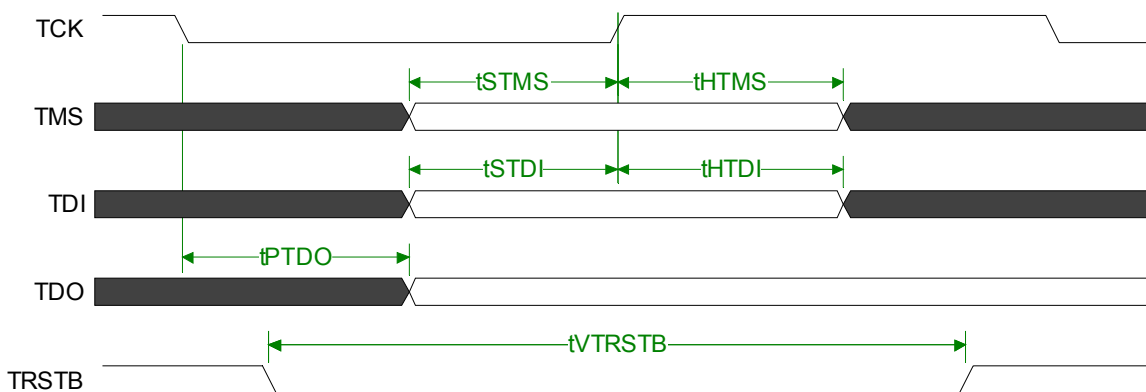 TCK
tSTMS
tHTMS
TMS
tSTDI
tHTDI
TDI
tPTDO
TDO
tVTRSTB
TRSTB